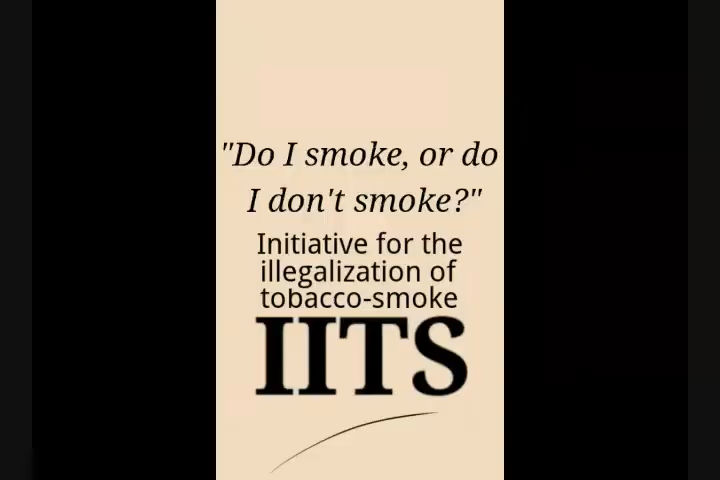 "Do I smoke, or do
I don't smoke?"
Initiative for the
illegalization of
tobacco-smoke
IITS